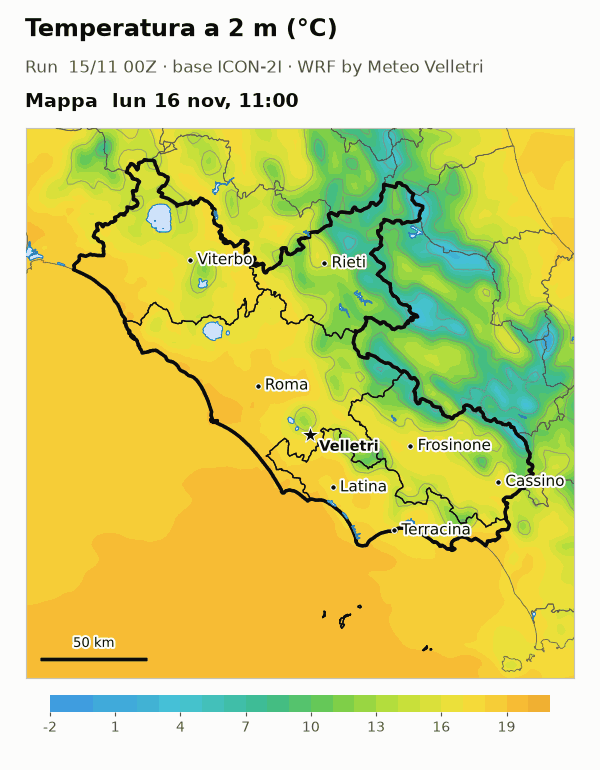 Temperatura a 2 m (°C)
Run  15/11 00Z · base ICON-2I · WRF by Meteo Velletri
Mappa  lun 16 nov, 11:00
Viterbo
Rieti
Roma
Velletri
Frosinone
Cassino
Latina
Terracina
50 km
-2 1 4 7 10 13 16 19